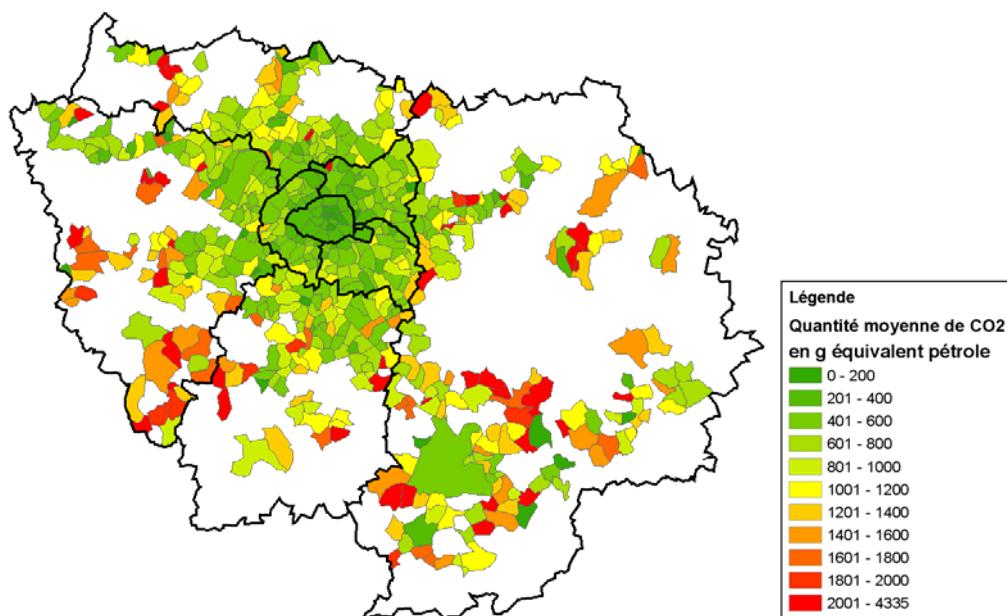 Légende
Quantité moyenne de CO2
en g équivalent pétrole
0 - 200
201 - 400
401 - 600
601 - 800
801 - 1000
1001 - 1200
1201 - 1400
1401 - 1600
1601 - 1800
1801 - 2000
2001 - 4335